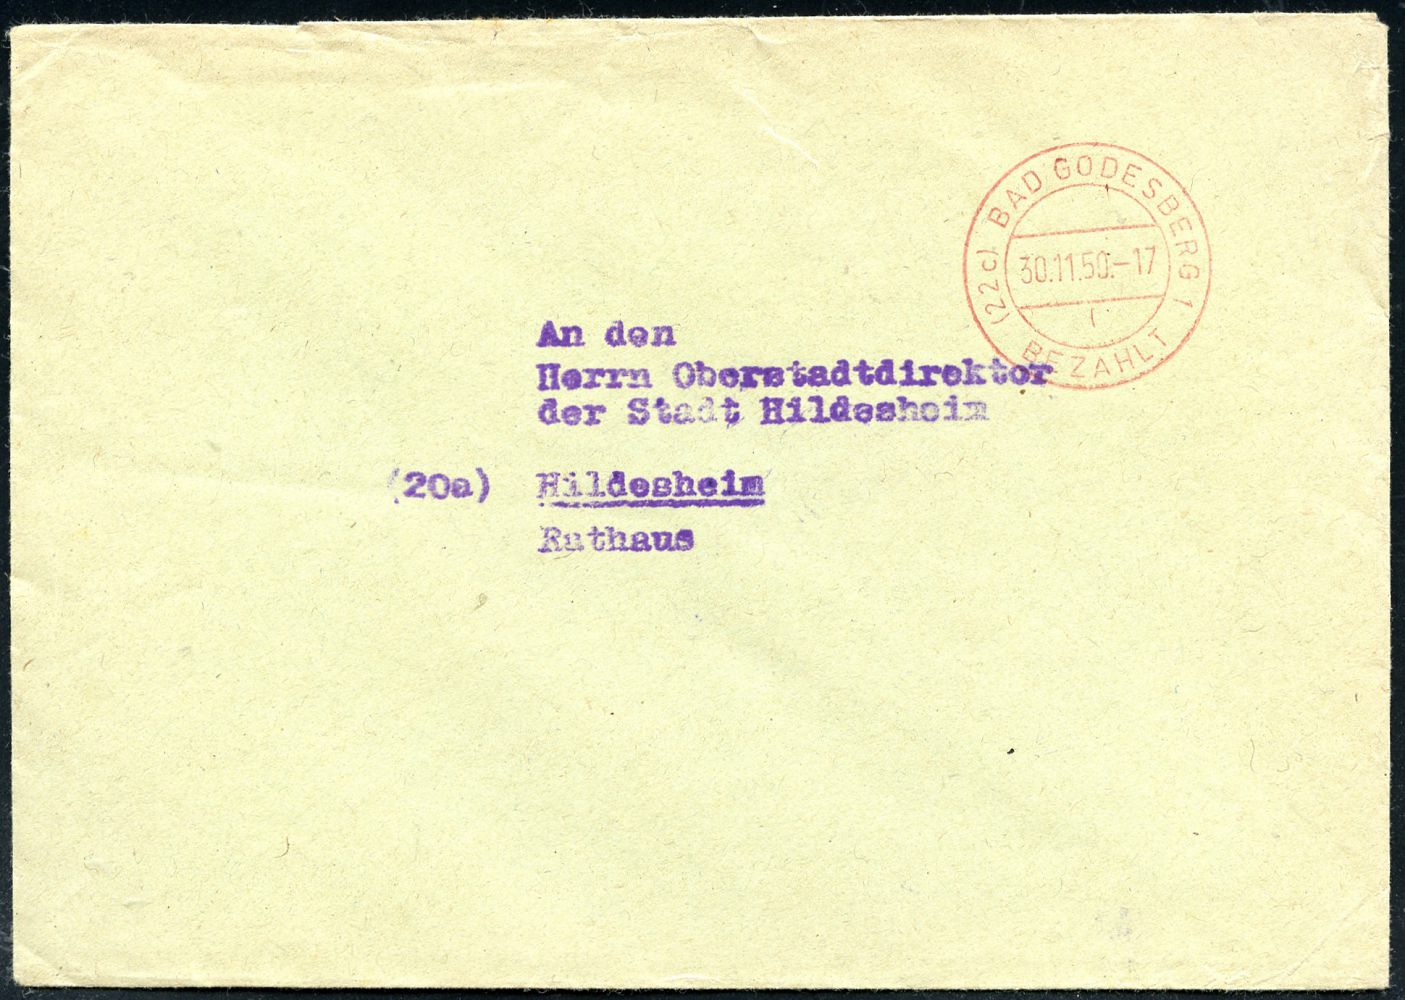 (22c) BAD GODESBERG 1
30.11.50.-17
BEZAHLT
An den
Herrn Oberstadtdirektor
der Stadt Hildesheim
(20a) Hildesheim
Rathaus